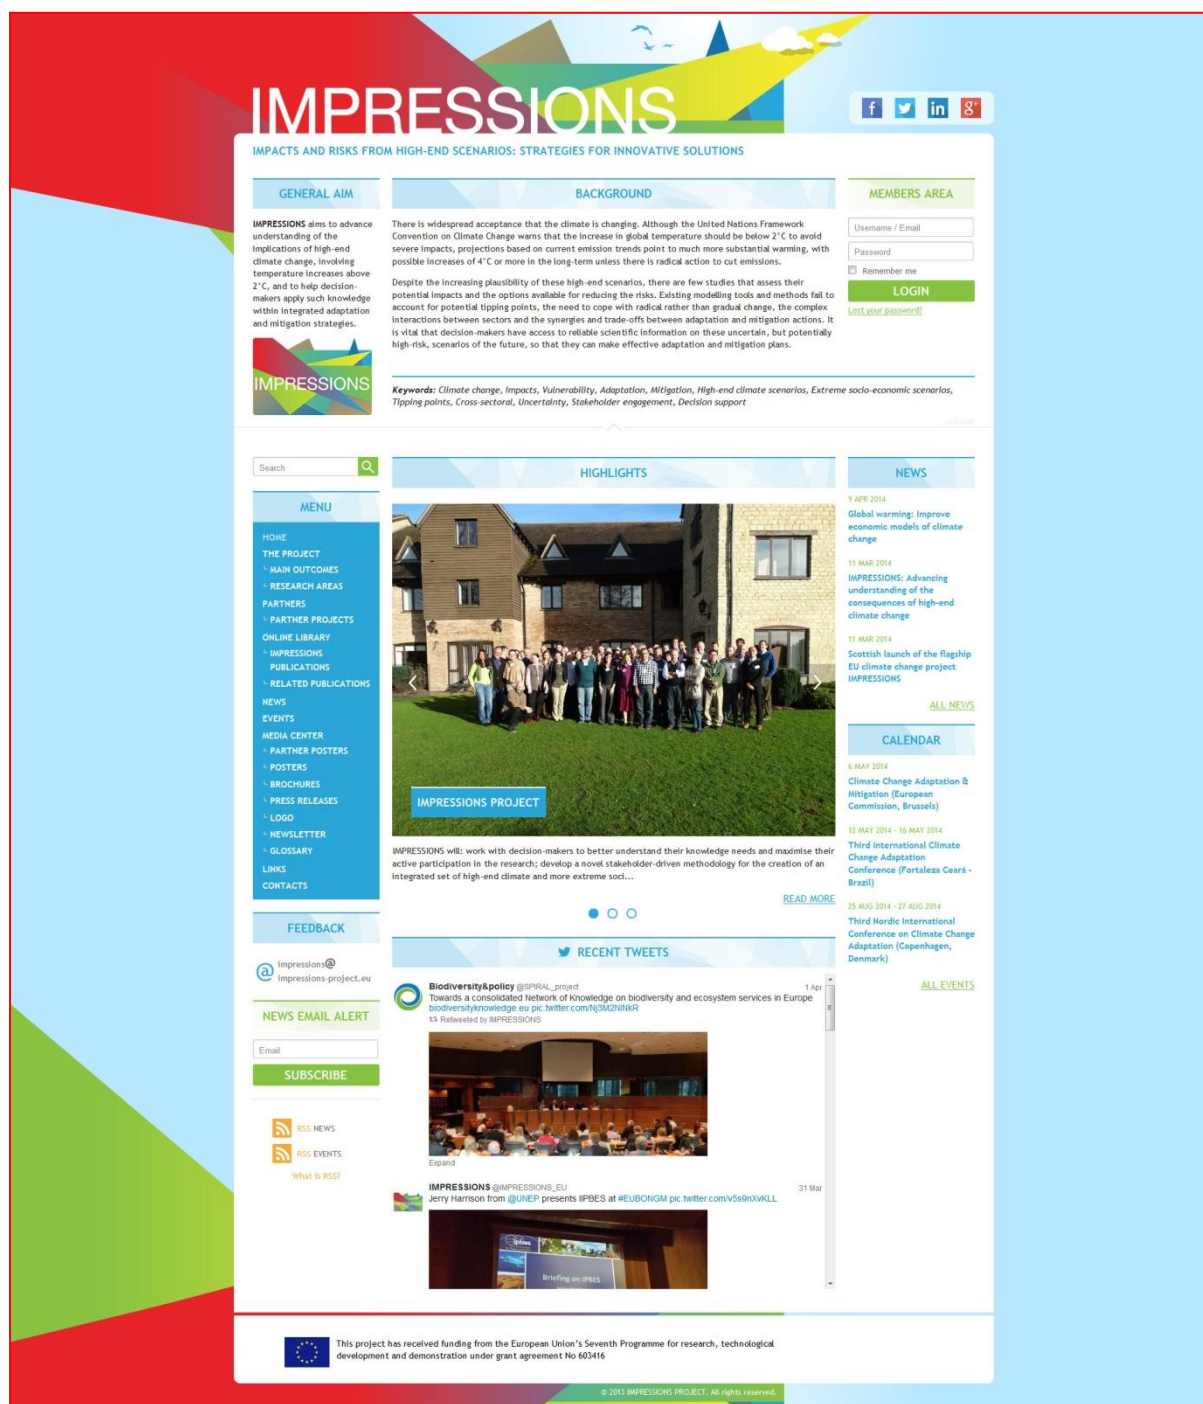 IMPRESSIONS
IMPACTS AND RISKS FROM HIGH-END SCENARIOS: STRATEGIES FOR INNOVATIVE SOLUTIONS
GENERAL AIM
IMPRESSIONS aims to advance
understanding of the
implications of high-end
climate change, involving
temperature increases above
2°C, and to help decision-
makers apply such knowledge
within integrated adaptation
and mitigation strategies.
IMPRESSIONS
BACKGROUND
There is widespread acceptance that the climate is changing. Although the United Nations Framework
Convention on Climate Change warns that the increase in global temperature should be below 2°C to avoid
severe impacts, projections based on current emission trends point to much more substantial warming, with
possible increases of 4°C or more in the long-term unless there is radical action to cut emissions.
Despite the increasing plausibility of these high-end scenarios, there are few studies that assess their
potential impacts and the options available for reducing the risks. Existing modelling tools and methods fail to
account for potential tipping points, the need to cope with radical rather than gradual change, the complex
interactions between sectors and the synergies and trade-offs between adaptation and mitigation actions. It
is vital that decision-makers have access to reliable scientific information on these uncertain, but potentially
high-risk, scenarios of the future, so that they can make effective adaptation and mitigation plans.
Keywords: Climate change, Impacts, Vulnerability, Adaptation, Mitigation, High-end climate scenarios, Extreme socio-economic scenarios,
Tipping points, Cross-sectoral, Uncertainty, Stakeholder engagement, Decision support
f
in
g+
MEMBERS AREA
Username / Email
Password
Remember me
LOGIN
Lost your password?
Search
MENU
HOME
THE PROJECT
MAIN OUTCOMES
RESEARCH AREAS
PARTNERS
PARTNER PROJECTS
ONLINE LIBRARY
IMPRESSIONS
PUBLICATIONS
RELATED PUBLICATIONS
NEWS
EVENTS
MEDIA CENTER
PARTNER POSTERS
POSTERS
BROCHURES
PRESS RELEASES
LOGO
NEWSLETTER
GLOSSARY
LINKS
CONTACTS
FEEDBACK
@ impressions@
impressions-project.eu
NEWS EMAIL ALERT
Email
SUBSCRIBE
RSS NEWS
RSS EVENTS
What is RSS?
HIGHLIGHTS
IMPRESSIONS PROJECT
IMPRESSIONS will: work with decision-makers to better understand their knowledge needs and maximise their
active participation in the research; develop a novel stakeholder-driven methodology for the creation of an
integrated set of high-end climate and more extreme soci...
READ MORE
RECENT TWEETS
Biodiversity&policy @SPIRAL_project 1 Apr
Towards a consolidated Network of Knowledge on biodiversity and ecosystem services in Europe
biodiversityknowledge.eu pic.twitter.com/Nj3M2NlNkR
Retweeted by IMPRESSIONS
Expand
IMPRESSIONS @IMPRESSIONS_EU 31 Mar
Jerry Harrison from @UNEP presents IIPBES at #EUBONGM pic.twitter.com/v5s9nXvKLL
ipbes
Briefing on IPBES
NEWS
9 APR 2014
Global warming: Improve
economic models of climate
change
11 MAR 2014
IMPRESSIONS: Advancing
understanding of the
consequences of high-end
climate change
11 MAR 2014
Scottish launch of the flagship
EU climate change project
IMPRESSIONS
ALL NEWS
CALENDAR
6 MAY 2014
Climate Change Adaptation &
Mitigation (European
Commission, Brussels)
12 MAY 2014 - 16 MAY 2014
Third International Climate
Change Adaptation
Conference (Fortaleza Ceará -
Brazil)
25 AUG 2014 - 27 AUG 2014
Third Nordic International
Conference on Climate Change
Adaptation (Copenhagen,
Denmark)
ALL EVENTS
This project has received funding from the European Union's Seventh Programme for research, technological
development and demonstration under grant agreement No 603416
© 2013 IMPRESSIONS PROJECT. All rights reserved.